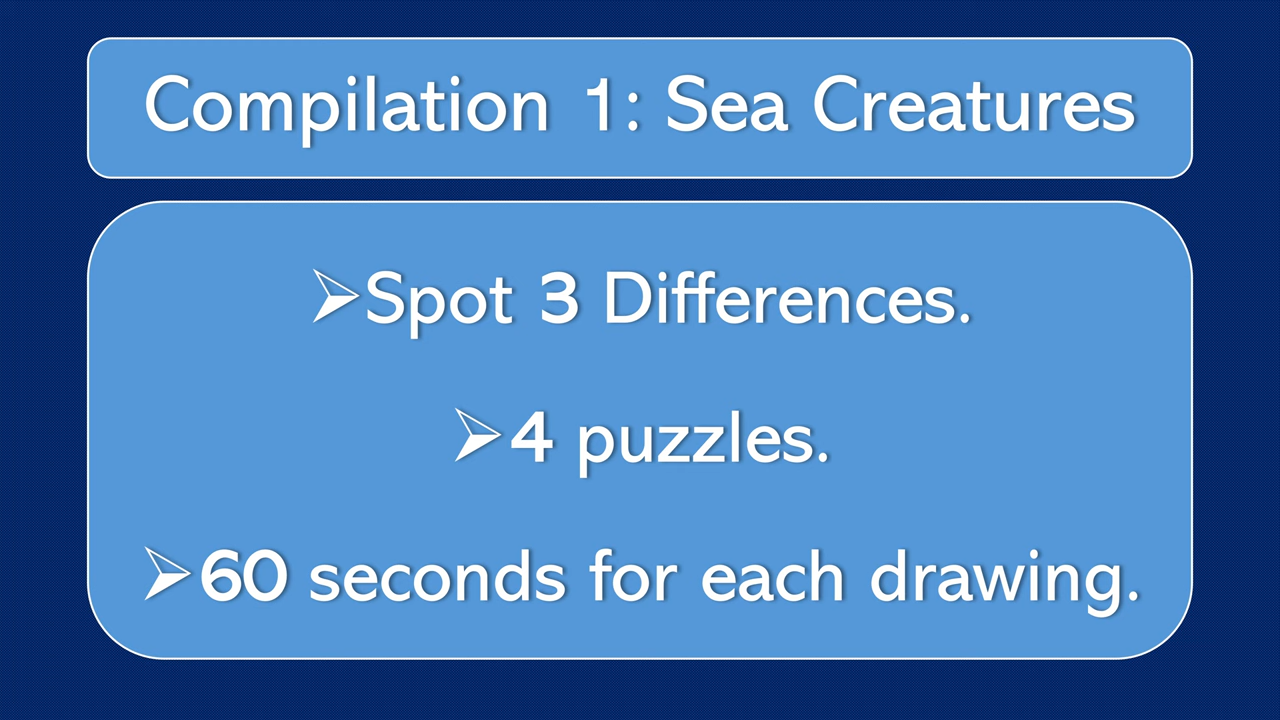 Compilation 1: Sea Creatures
➢Spot 3 Differences.
➢4 puzzles.
➢60 seconds for each drawing.